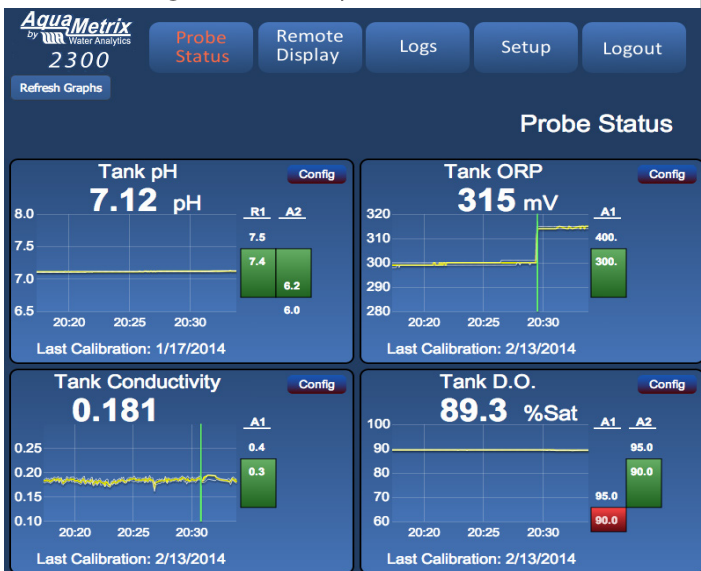 AquaMetrix
by Water Analytics
2300
Probe Status
Remote Display
Logs
Setup
Logout
Refresh Graphs
Probe Status
Tank pH
Config
7.12 pH
R1 A2
8.0
7.5
7.5
7.4
7.0
6.2
6.5
6.0
20:20 20:25 20:30
Last Calibration: 1/17/2014
Tank ORP
Config
315 mV
A1
320
310
400.
300
300.
290
280
20:20 20:25 20:30
Last Calibration: 2/13/2014
Tank Conductivity
Config
0.181
A1
0.25
0.4
0.20
0.3
0.15
0.10
20:20 20:25 20:30
Last Calibration: 2/13/2014
Tank D.O.
Config
89.3 %Sat
A1 A2
100
90
95.0
80
90.0
70
95.0
60
90.0
20:20 20:25 20:30
Last Calibration: 2/13/2014